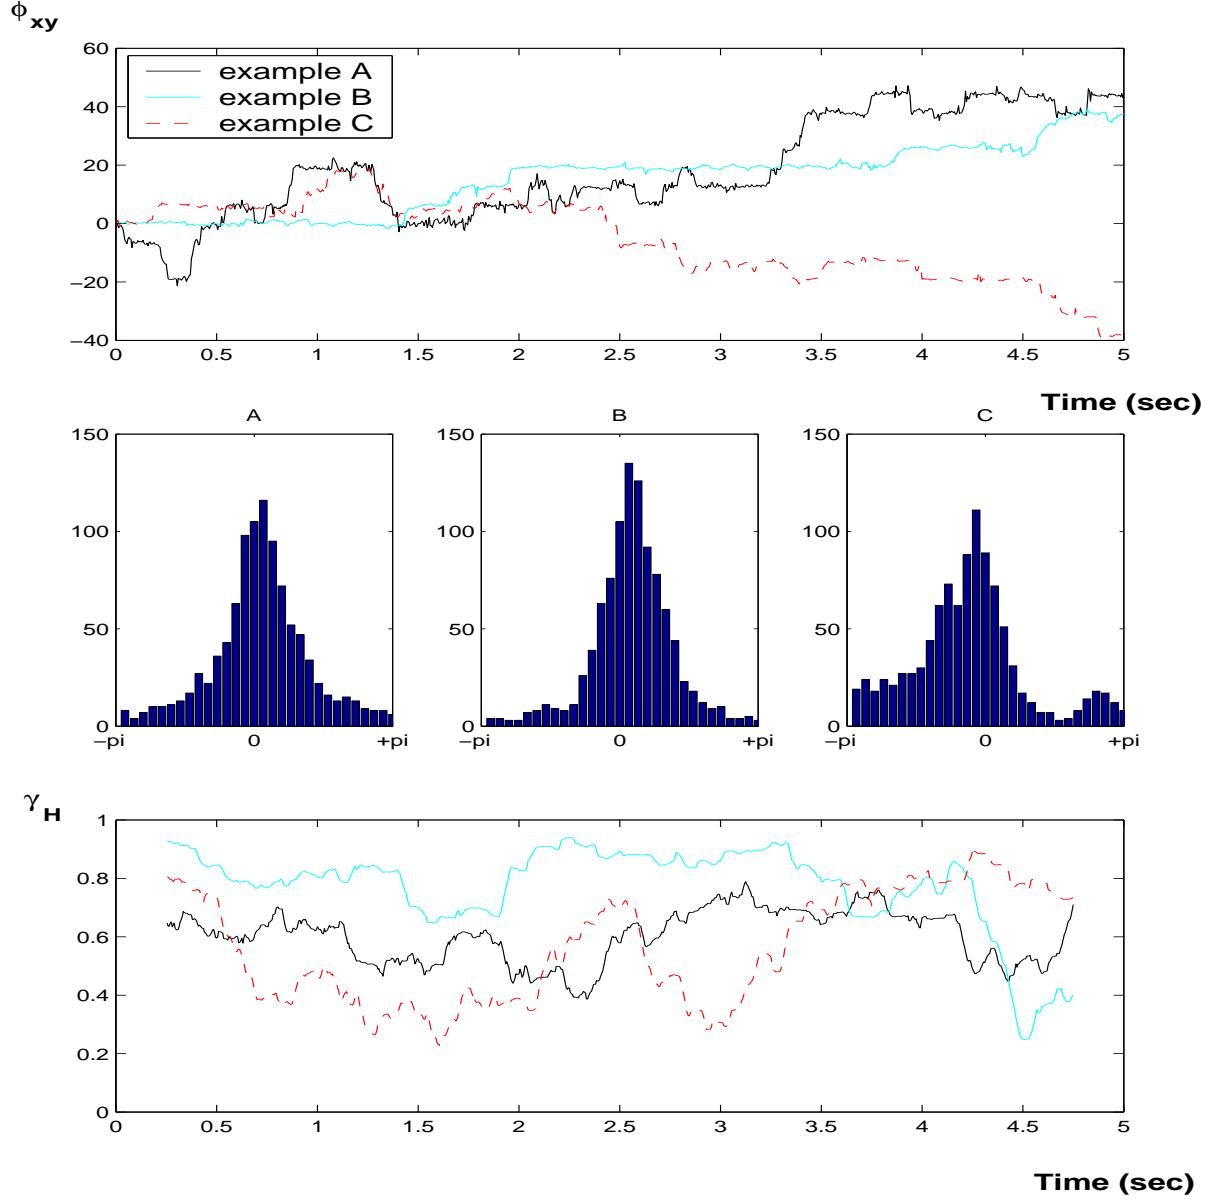 ϕxy
60
40
20
0
−20
−40
example A
example B
example C
0 0.5 1 1.5 2 2.5 3 3.5 4 4.5 5
Time (sec)
A B C
150 150 150
100 100 100
50 50 50
0 0 0
−pi 0 +pi −pi 0 +pi −pi 0 +pi
γH
1
0.8
0.6
0.4
0.2
0
0 0.5 1 1.5 2 2.5 3 3.5 4 4.5 5
Time (sec)